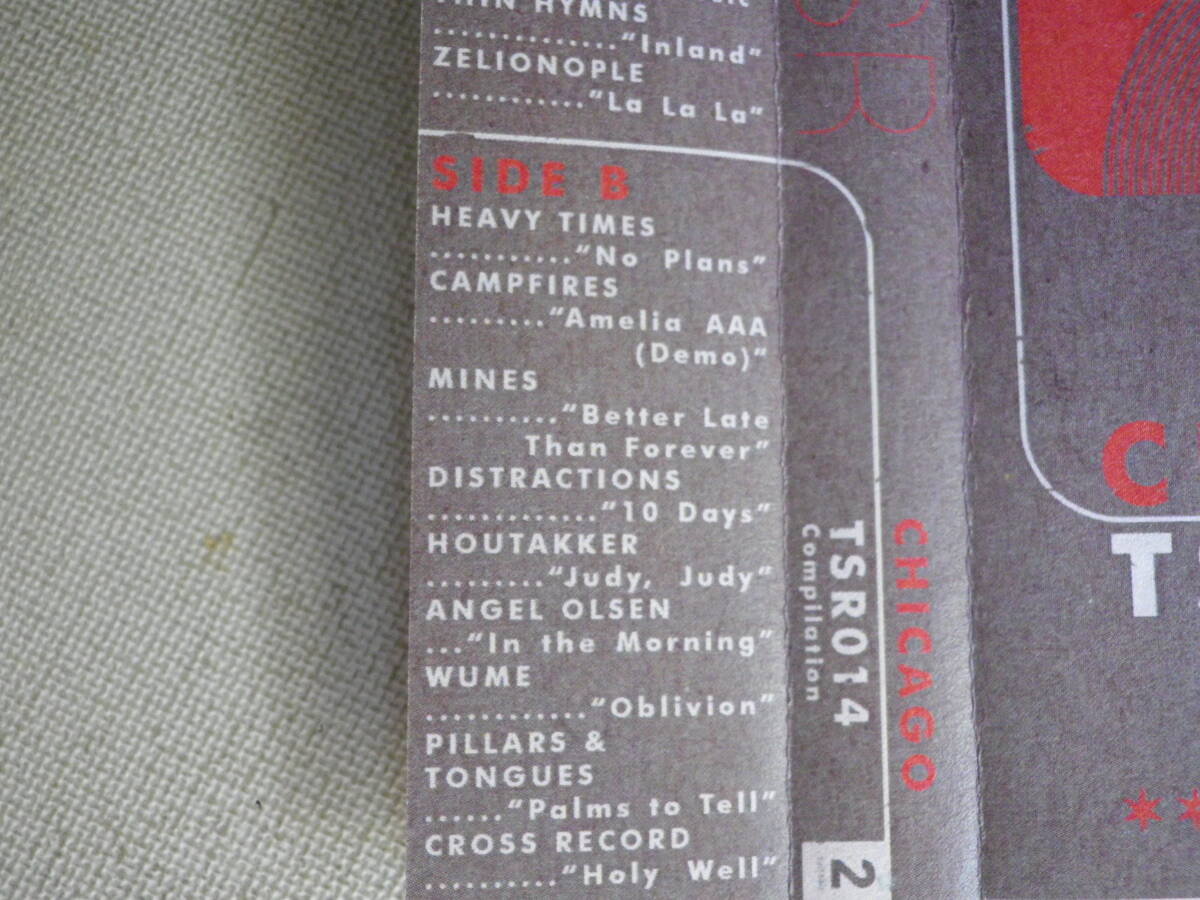 THIN HYMNS
..............“Inland”
ZELIONOPLE
............“La La La”
SIDE B
HEAVY TIMES
...........“No Plans”
CAMPFIRES
.........“Amelia AAA
(Demo)”
MINES
..........“Better Late
Than Forever”
DISTRACTIONS
.............“10 Days”
HOUTAKKER
.........“Judy, Judy”
ANGEL OLSEN
...“In the Morning”
WUME
............“Oblivion”
PILLARS &
TONGUES
......“Palms to Tell”
CROSS RECORD
..........“Holy Well”
R
TSR014
Compilation
2
CHICAGO
C
T